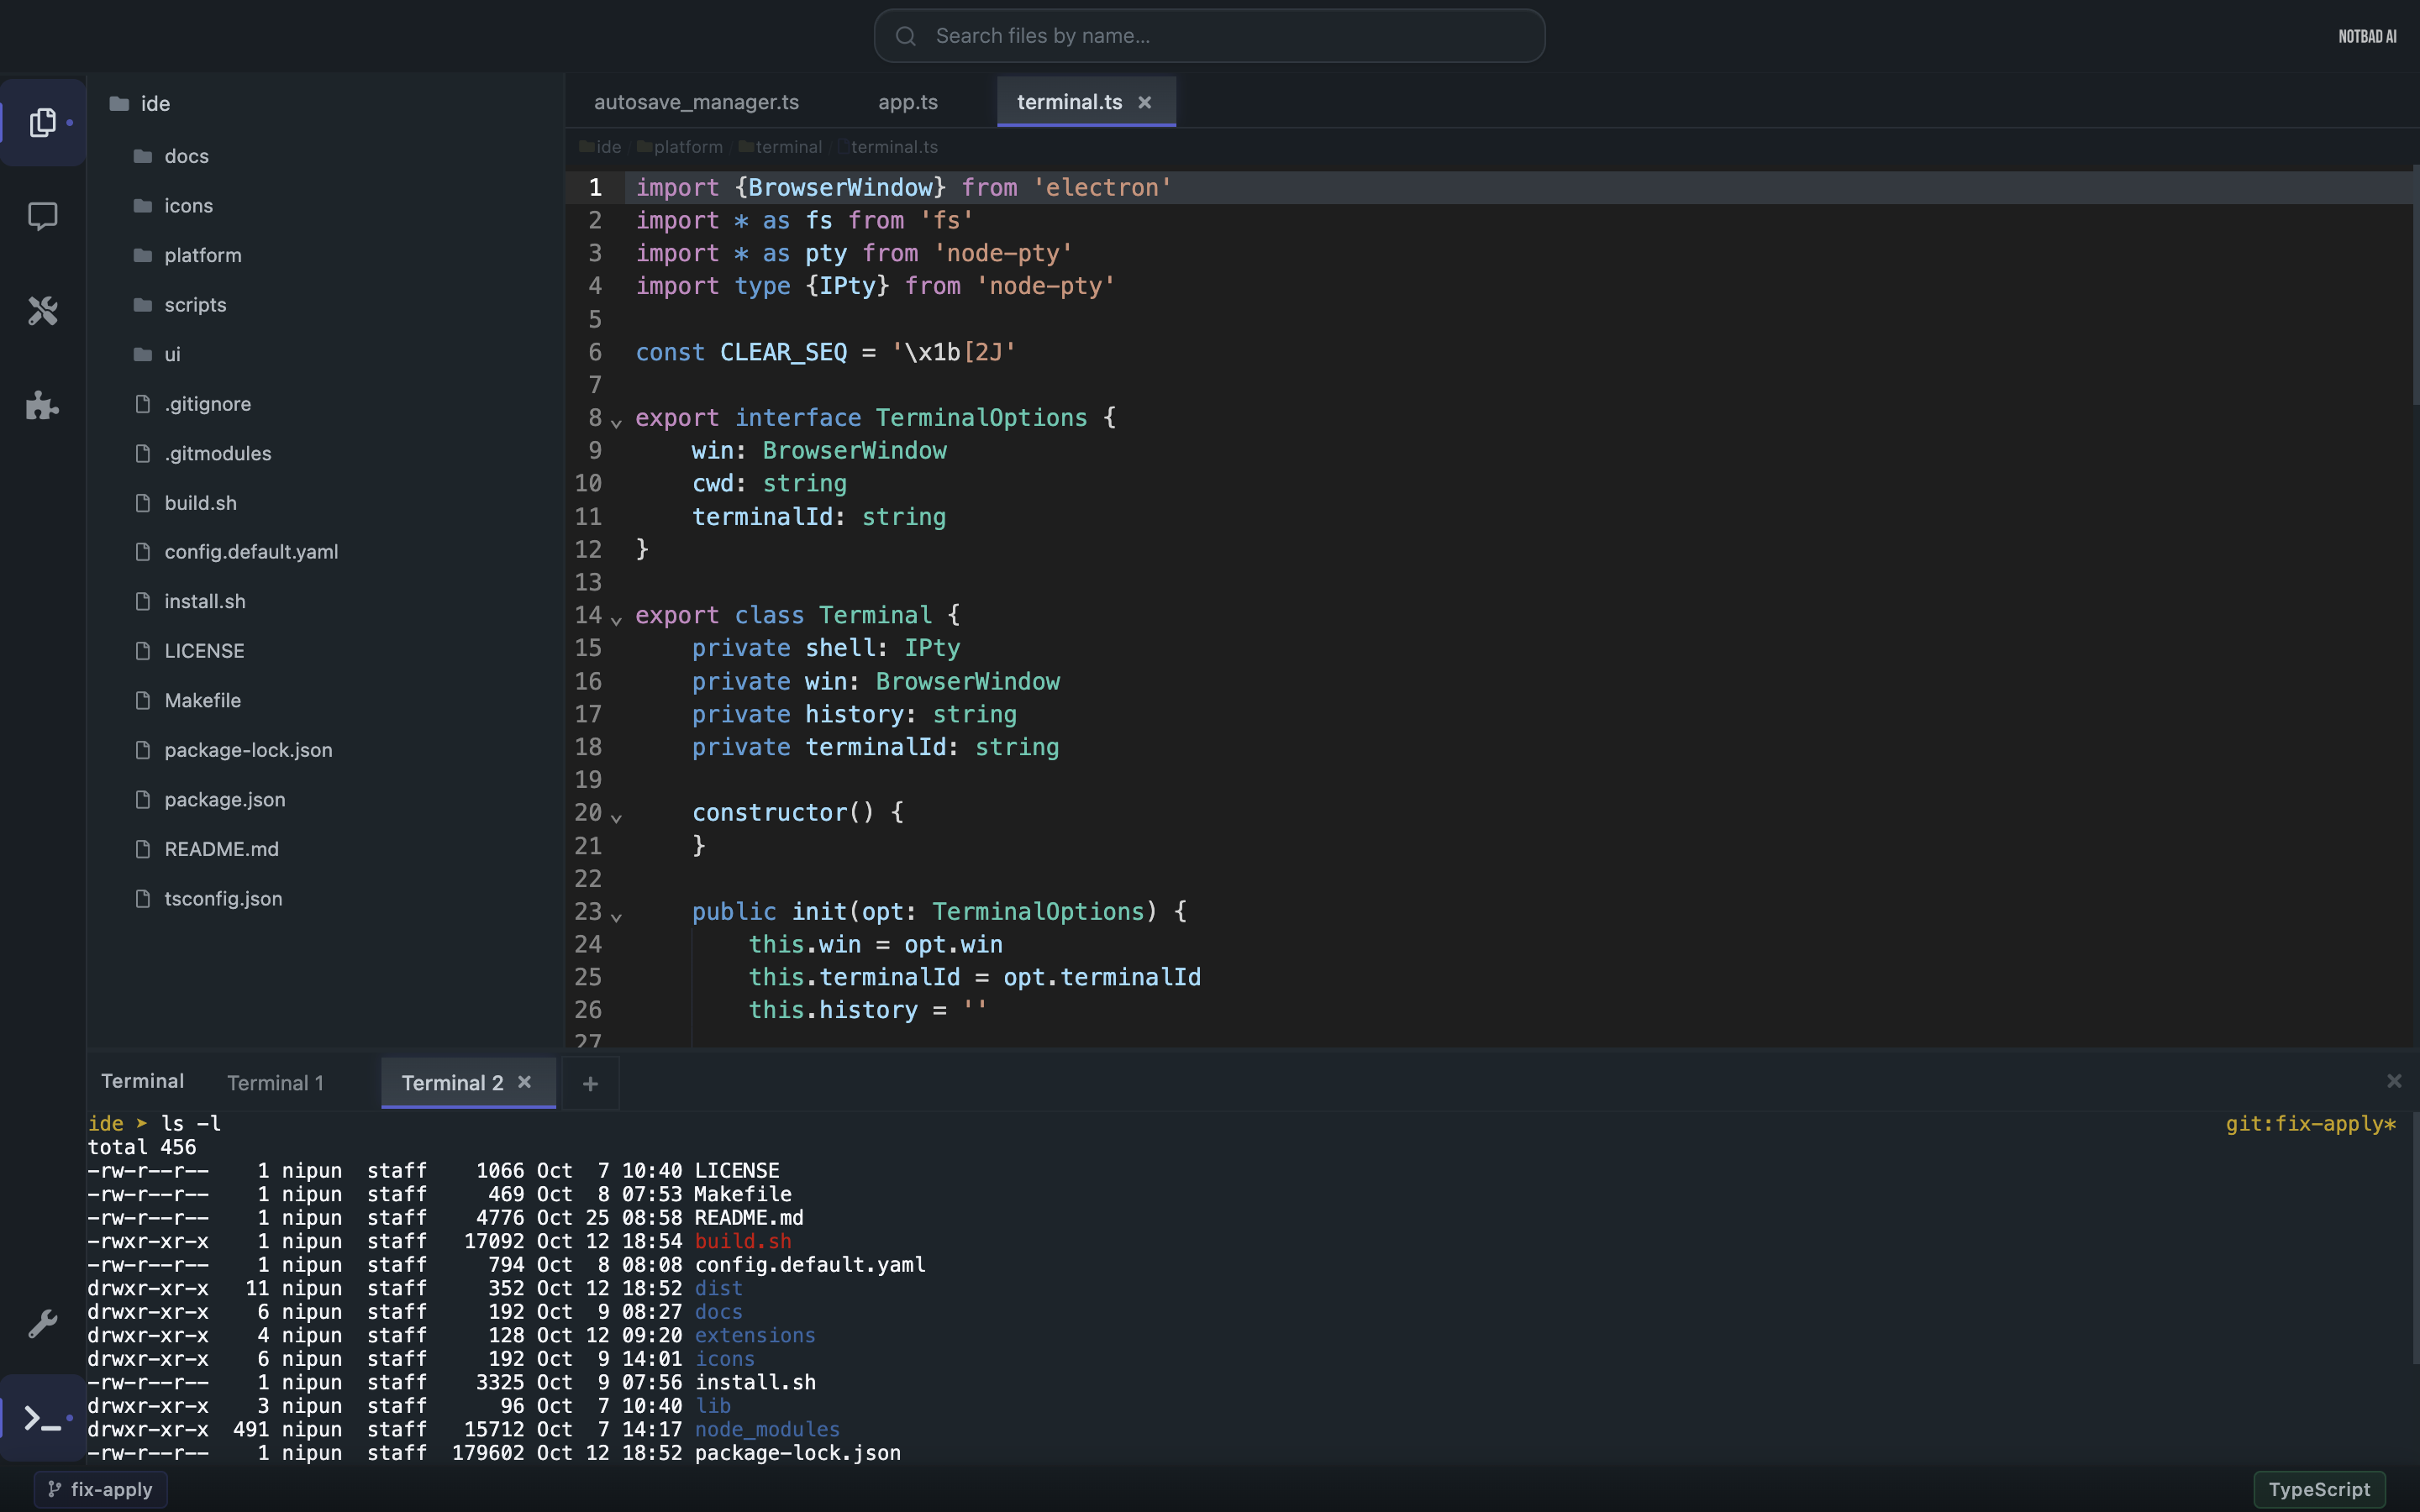 Search files by name...
NOTBAD AI
ide
docs
icons
platform
scripts
ui
.gitignore
.gitmodules
build.sh
config.default.yaml
install.sh
LICENSE
Makefile
package-lock.json
package.json
README.md
tsconfig.json
autosave_manager.ts app.ts terminal.ts ×
ide / platform / terminal / terminal.ts
1 import {BrowserWindow} from 'electron'
2 import * as fs from 'fs'
3 import * as pty from 'node-pty'
4 import type {IPty} from 'node-pty'
5
6 const CLEAR_SEQ = '\x1b[2J'
7
8 export interface TerminalOptions {
9     win: BrowserWindow
10     cwd: string
11     terminalId: string
12 }
13
14 export class Terminal {
15     private shell: IPty
16     private win: BrowserWindow
17     private history: string
18     private terminalId: string
19
20     constructor() {
21     }
22
23     public init(opt: TerminalOptions) {
24         this.win = opt.win
25         this.terminalId = opt.terminalId
26         this.history = ''
27
Terminal Terminal 1 Terminal 2 × + ×
ide ➤ ls -l git:fix-apply*
total 456
-rw-r--r--    1 nipun  staff    1066 Oct  7 10:40 LICENSE
-rw-r--r--    1 nipun  staff     469 Oct  8 07:53 Makefile
-rw-r--r--    1 nipun  staff    4776 Oct 25 08:58 README.md
-rwxr-xr-x    1 nipun  staff   17092 Oct 12 18:54 build.sh
-rw-r--r--    1 nipun  staff     794 Oct  8 08:08 config.default.yaml
drwxr-xr-x   11 nipun  staff     352 Oct 12 18:52 dist
drwxr-xr-x    6 nipun  staff     192 Oct  9 08:27 docs
drwxr-xr-x    4 nipun  staff     128 Oct 12 09:20 extensions
drwxr-xr-x    6 nipun  staff     192 Oct  9 14:01 icons
-rw-r--r--    1 nipun  staff    3325 Oct  9 07:56 install.sh
drwxr-xr-x    3 nipun  staff      96 Oct  7 10:40 lib
drwxr-xr-x  491 nipun  staff   15712 Oct  7 14:17 node_modules
-rw-r--r--    1 nipun  staff  179602 Oct 12 18:52 package-lock.json
fix-apply
TypeScript